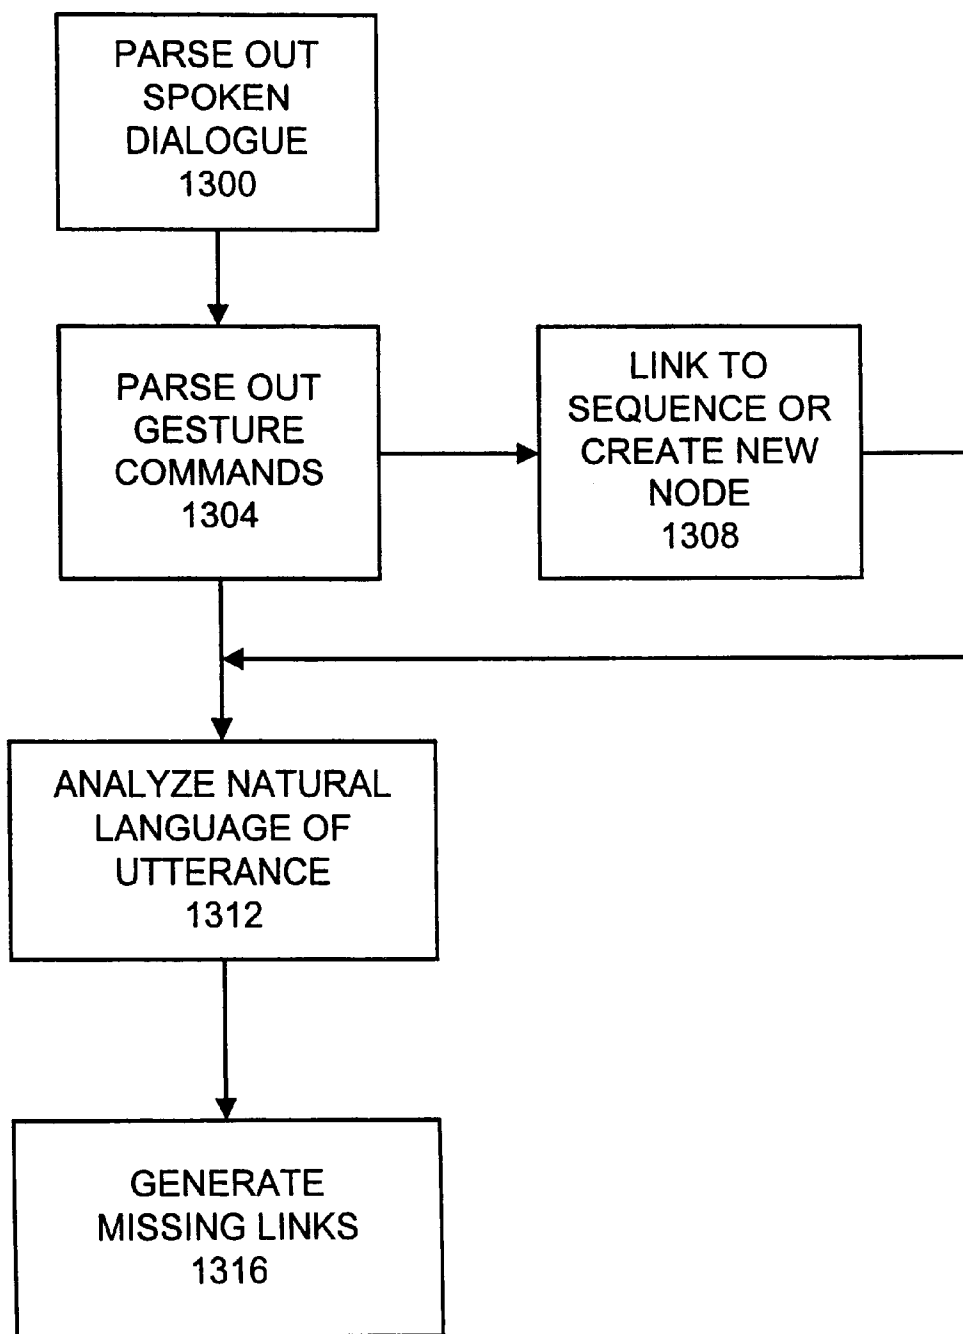 PARSE OUT
SPOKEN
DIALOGUE
1300
PARSE OUT
GESTURE
COMMANDS
1304
LINK TO
SEQUENCE OR
CREATE NEW
NODE
1308
ANALYZE NATURAL
LANGUAGE OF
UTTERANCE
1312
GENERATE
MISSING LINKS
1316